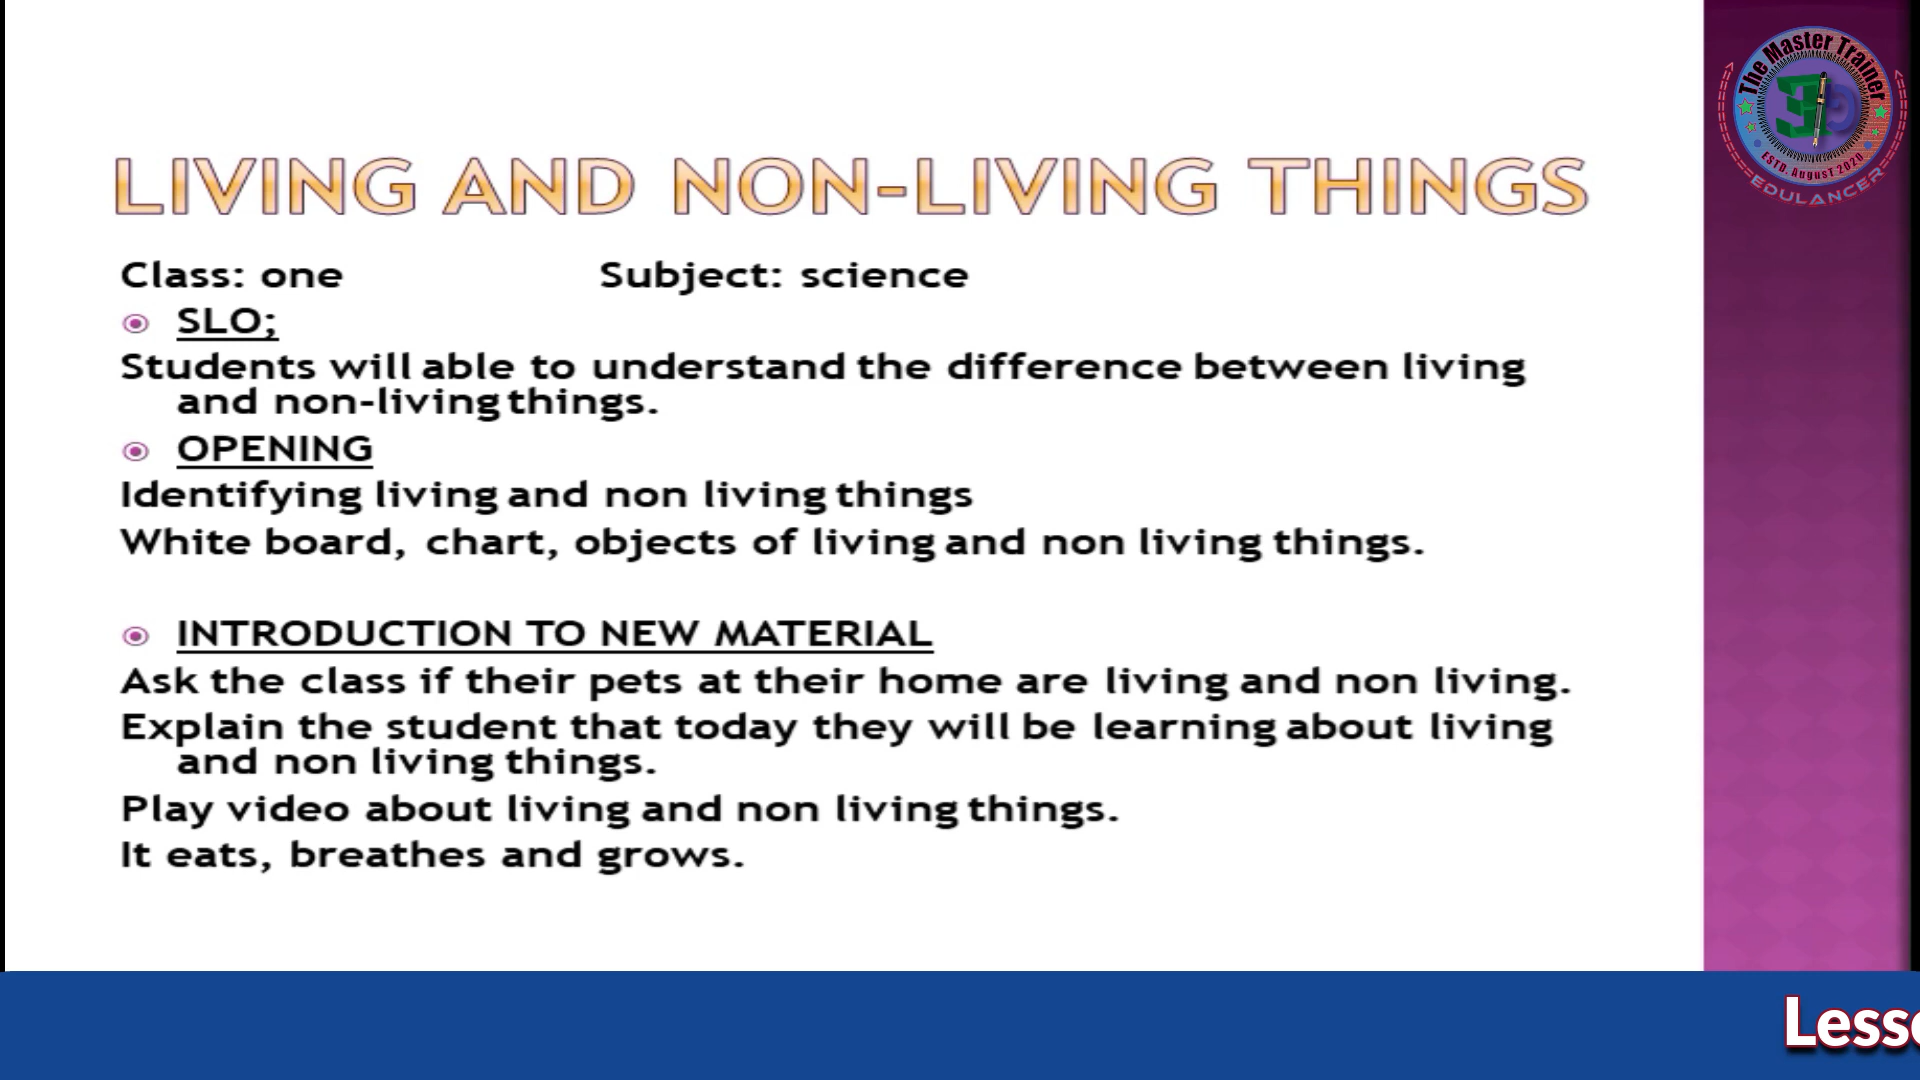 LIVING AND NON-LIVING THINGS
Class: one Subject: science
SLO;
Students will able to understand the difference between living
and non-living things.
OPENING
Identifying living and non living things
White board, chart, objects of living and non living things.
INTRODUCTION TO NEW MATERIAL
Ask the class if their pets at their home are living and non living.
Explain the student that today they will be learning about living
and non living things.
Play video about living and non living things.
It eats, breathes and grows.
The Master Trainer
ESTD. AugusT 2020
EDULANCER